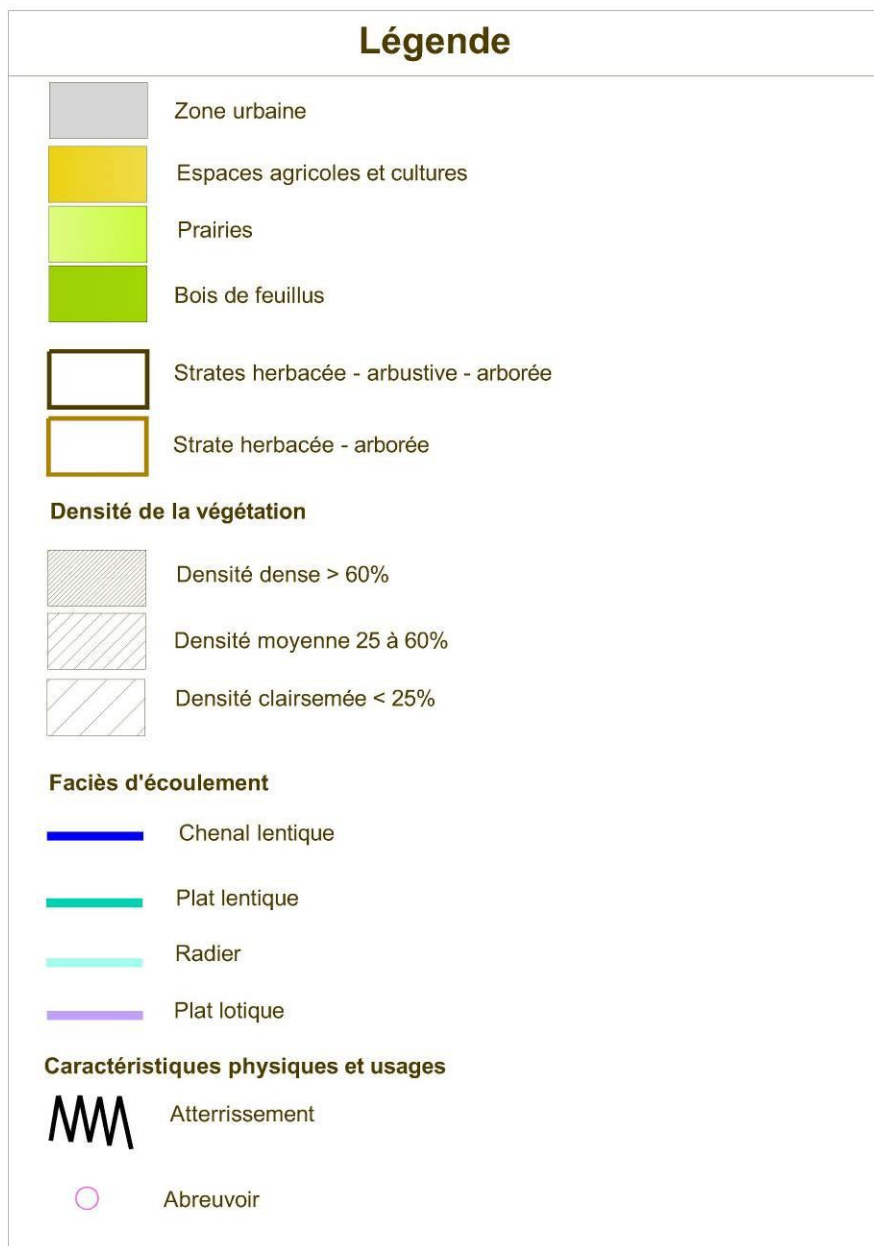 Légende
Zone urbaine
Espaces agricoles et cultures
Prairies
Bois de feuillus
Strates herbacée - arbustive - arborée
Strate herbacée - arborée
Densité de la végétation
Densité dense > 60%
Densité moyenne 25 à 60%
Densité clairsemée < 25%
Faciès d'écoulement
Chenal lentique
Plat lentique
Radier
Plat lotique
Caractéristiques physiques et usages
Atterrissement
Abreuvoir